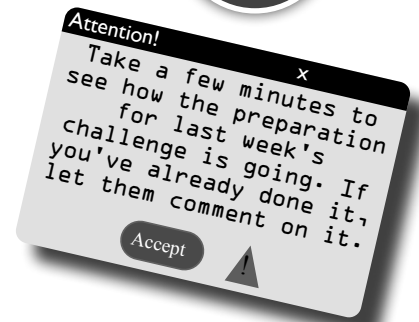 Attention!
x
Take a few minutes to
see how the preparation
for last week's
challenge is going. If
you've already done it,
let them comment on it.
Accept
!